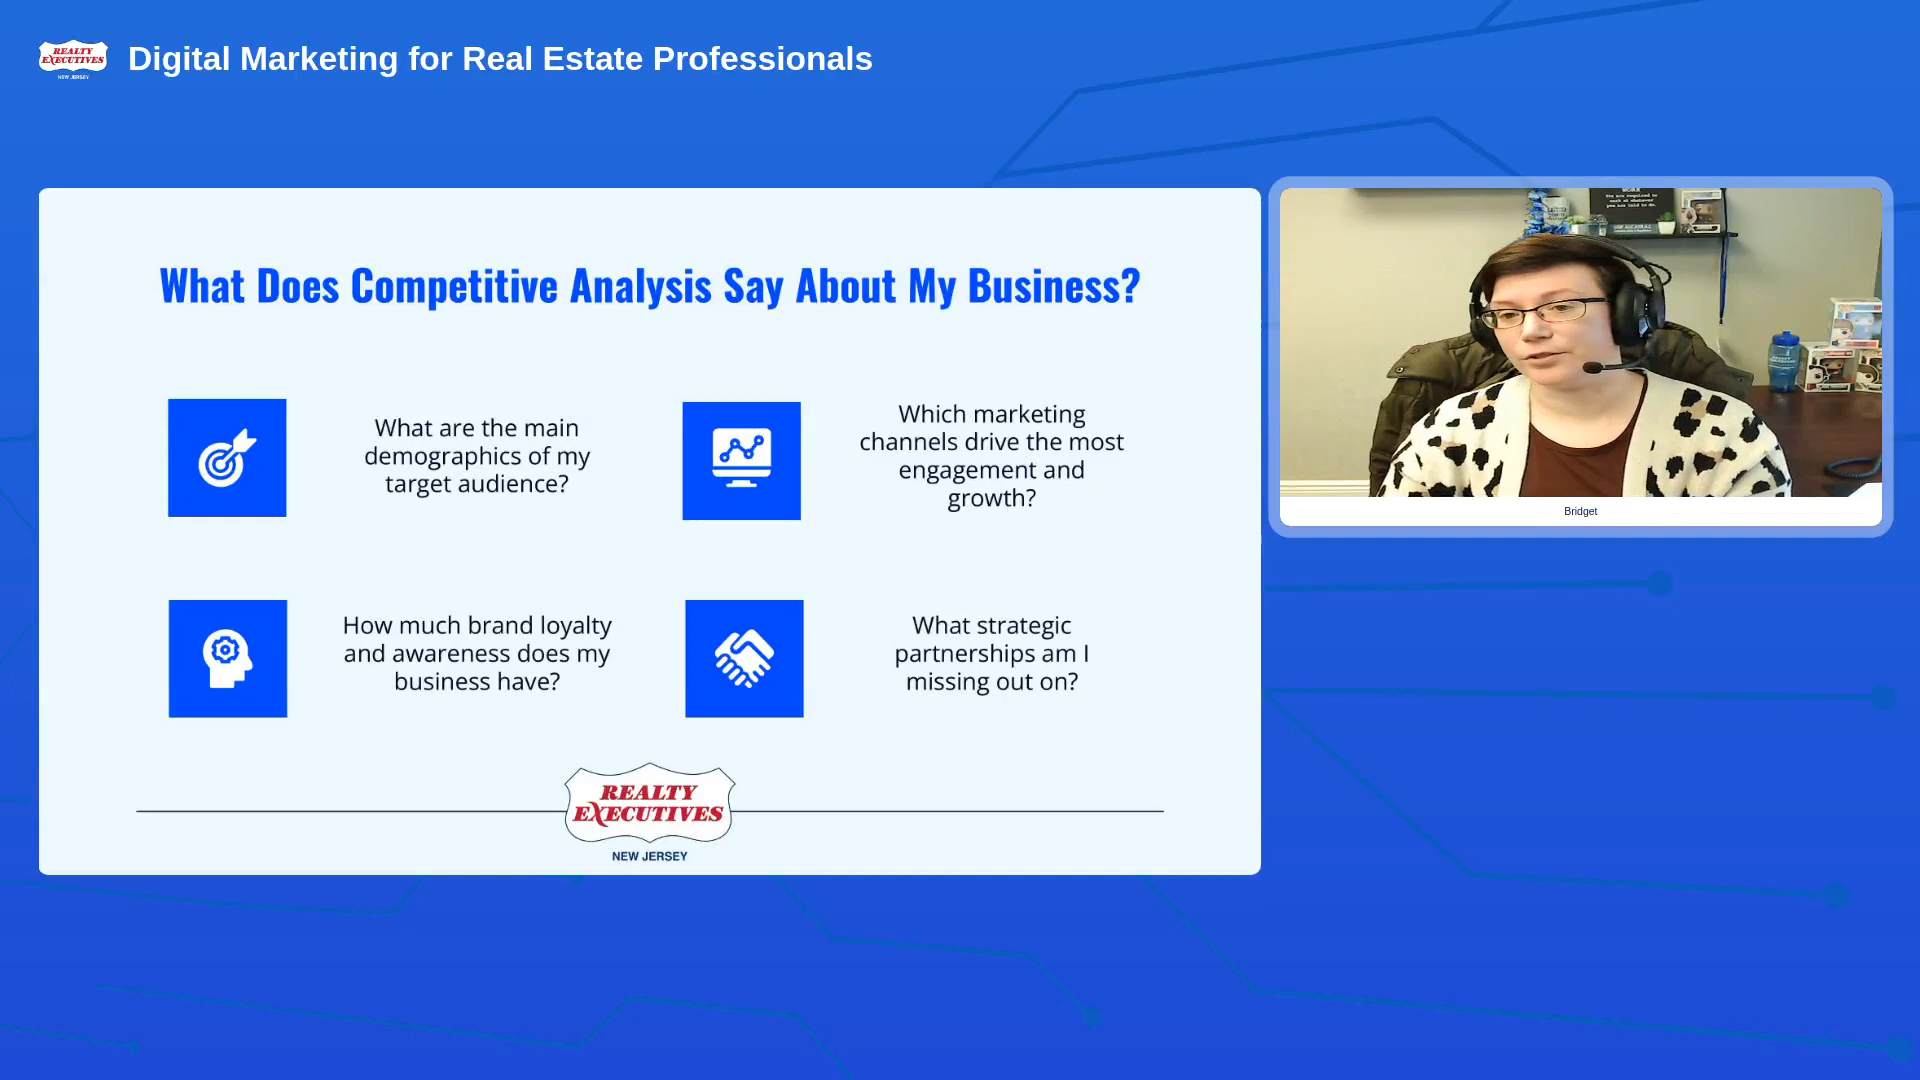 REALTY
EXECUTIVES
NEW JERSEY
Digital Marketing for Real Estate Professionals
What Does Competitive Analysis Say About My Business?
What are the main
demographics of my
target audience?
Which marketing
channels drive the most
engagement and
growth?
How much brand loyalty
and awareness does my
business have?
What strategic
partnerships am I
missing out on?
REALTY
EXECUTIVES
NEW JERSEY
Bridget